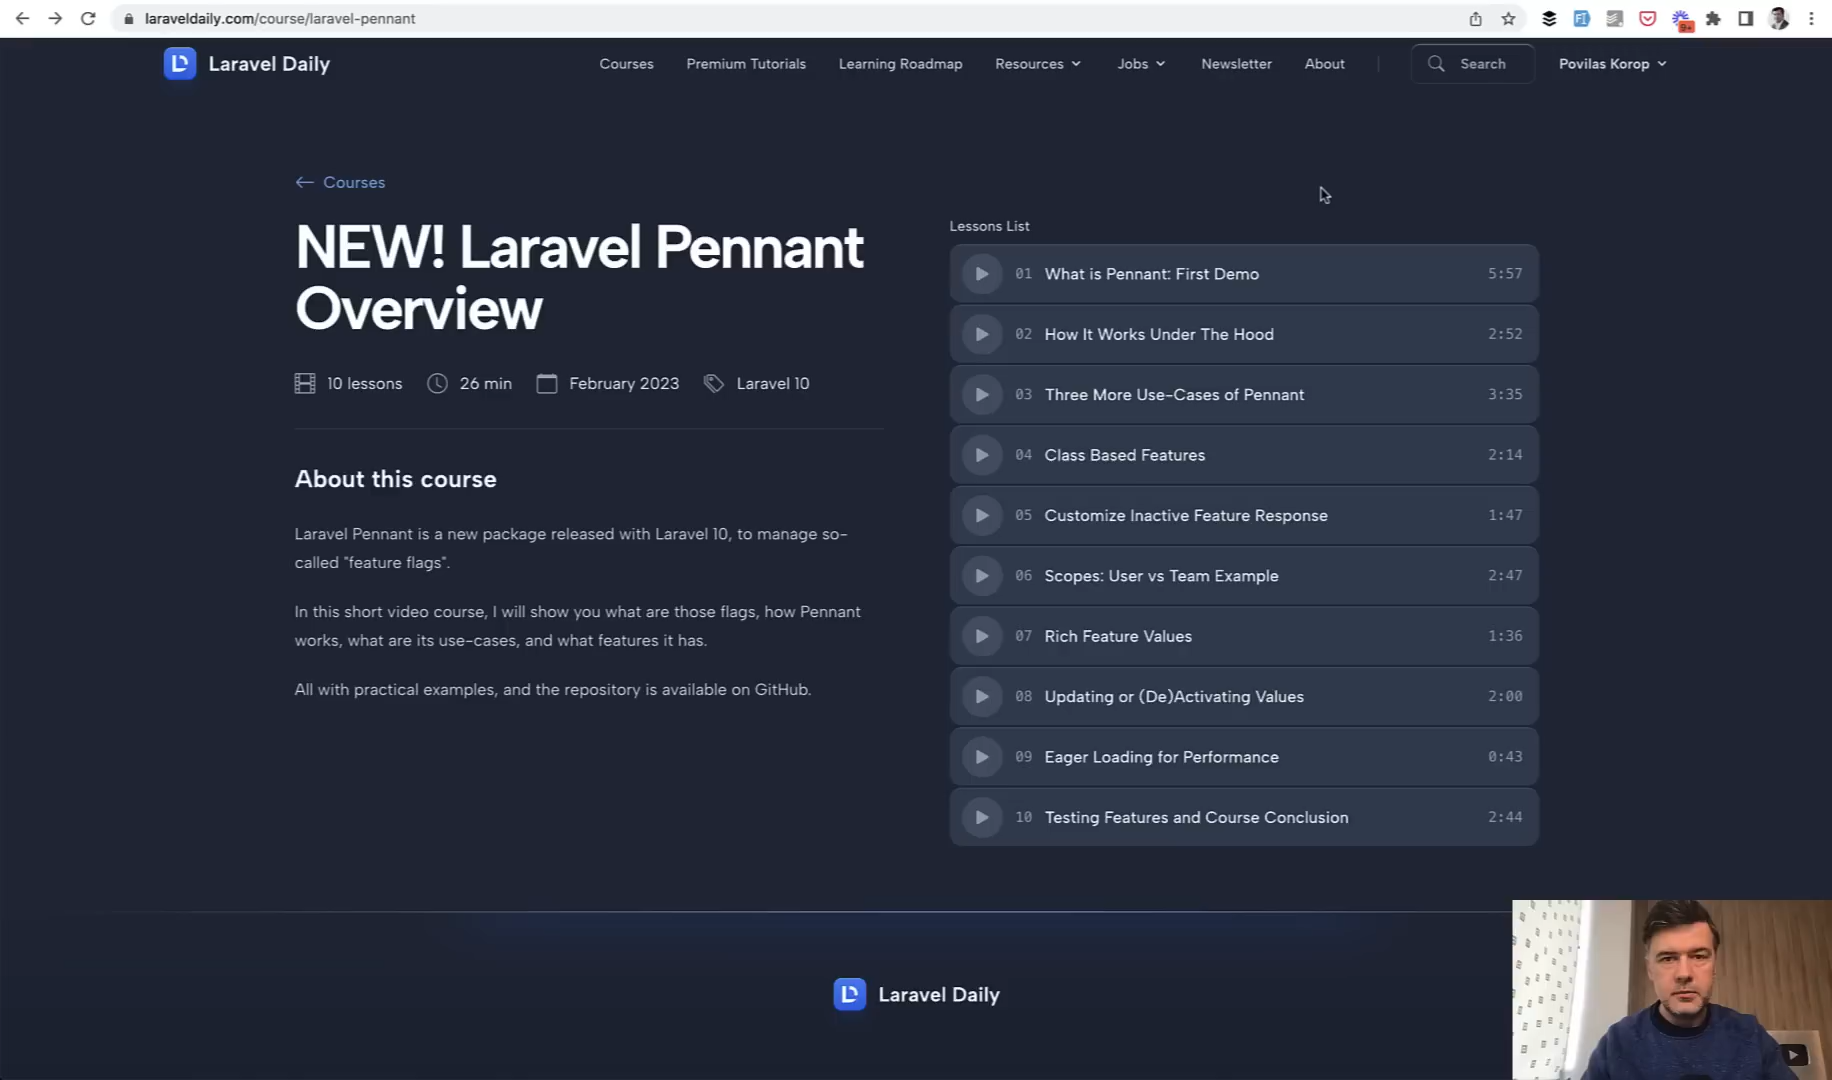 laraveldaily.com/course/laravel-pennant
9+
Laravel Daily
Courses
Premium Tutorials
Learning Roadmap
Resources
Jobs
Newsletter
About
Search
Povilas Korop
Courses
NEW! Laravel Pennant
Overview
10 lessons
26 min
February 2023
Laravel 10
About this course
Laravel Pennant is a new package released with Laravel 10, to manage so-
called "feature flags".
In this short video course, I will show you what are those flags, how Pennant
works, what are its use-cases, and what features it has.
All with practical examples, and the repository is available on GitHub.
Lessons List
01 What is Pennant: First Demo 5:57
02 How It Works Under The Hood 2:52
03 Three More Use-Cases of Pennant 3:35
04 Class Based Features 2:14
05 Customize Inactive Feature Response 1:47
06 Scopes: User vs Team Example 2:47
07 Rich Feature Values 1:36
08 Updating or (De)Activating Values 2:00
09 Eager Loading for Performance 0:43
10 Testing Features and Course Conclusion 2:44
Laravel Daily